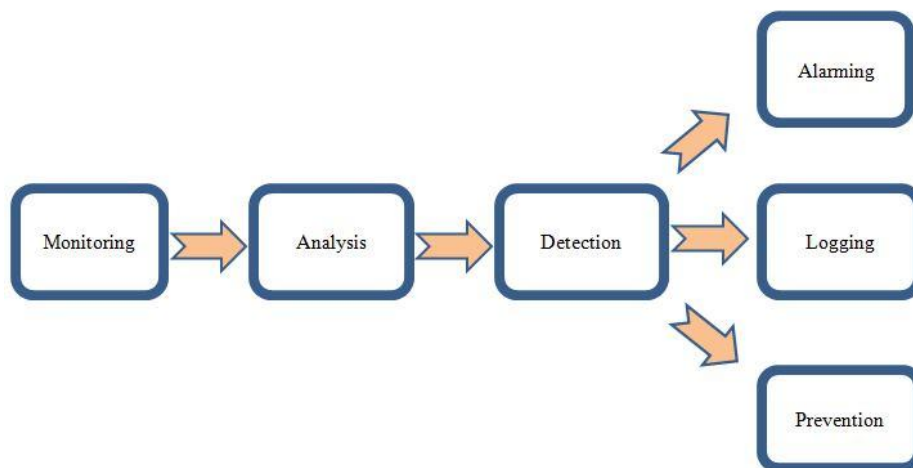 Monitoring
Analysis
Detection
Alarming
Logging
Prevention